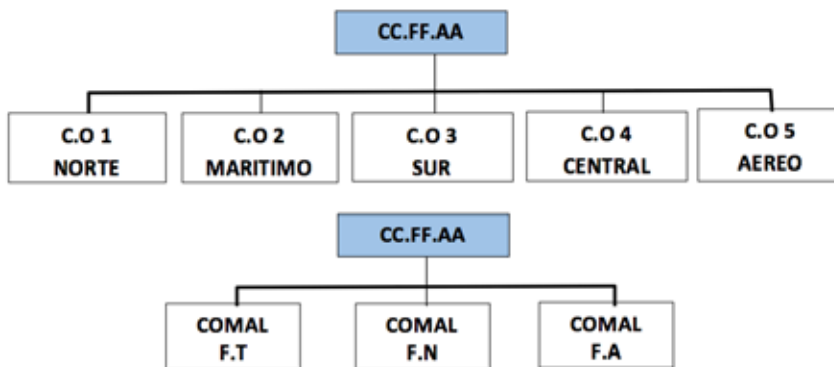 CC.FF.AA
C.O 1
NORTE
C.O 2
MARITIMO
C.O 3
SUR
C.O 4
CENTRAL
C.O 5
AEREO
CC.FF.AA
COMAL
F.T
COMAL
F.N
COMAL
F.A